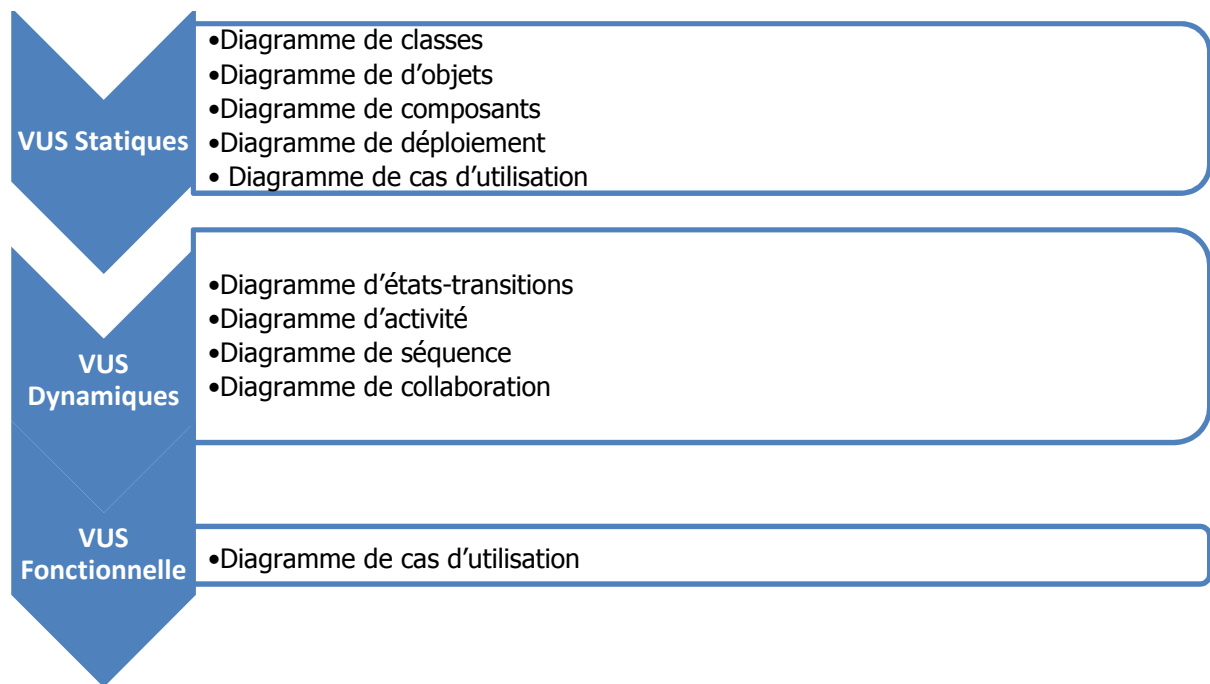 VUS Statiques
•Diagramme de classes
•Diagramme de d’objets
•Diagramme de composants
•Diagramme de déploiement
• Diagramme de cas d’utilisation
VUS
Dynamiques
•Diagramme d’états-transitions
•Diagramme d’activité
•Diagramme de séquence
•Diagramme de collaboration
VUS
Fonctionnelle
•Diagramme de cas d’utilisation